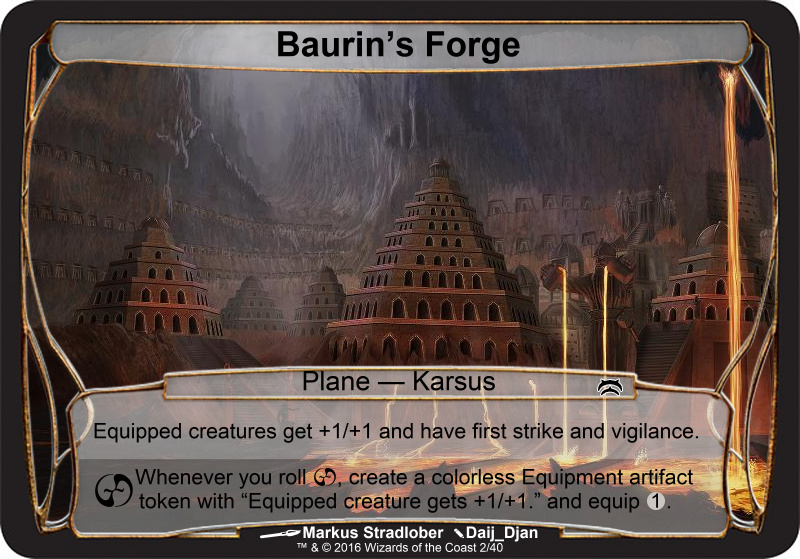 Baurin's Forge
Plane — Karsus
Equipped creatures get +1/+1 and have first strike and vigilance.
Whenever you roll , create a colorless Equipment artifact
token with “Equipped creature gets +1/+1.” and equip 1.
Markus Stradlober Daij_Djan
™ & © 2016 Wizards of the Coast 2/40